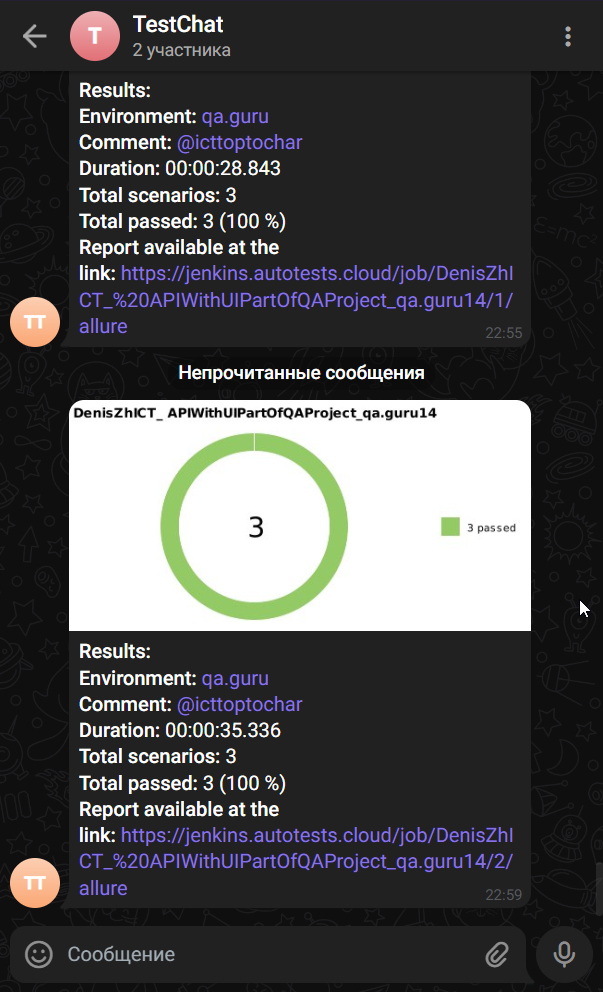 T
TestChat
2 участника
Results:
Environment: qa.guru
Comment: @icttoptochar
Duration: 00:00:28.843
Total scenarios: 3
Total passed: 3 (100 %)
Report available at the
link: https://jenkins.autotests.cloud/job/DenisZhI
CT_%20APIWithUIPartOfQAProject_qa.guru14/1/
allure
TT
22:55
Непрочитанные сообщения
DenisZhICT_ APIWithUIPartOfQAProject_qa.guru14
3
3 passed
Results:
Environment: qa.guru
Comment: @icttoptochar
Duration: 00:00:35.336
Total scenarios: 3
Total passed: 3 (100 %)
Report available at the
link: https://jenkins.autotests.cloud/job/DenisZhI
CT_%20APIWithUIPartOfQAProject_qa.guru14/2/
allure
TT
22:59
Сообщение